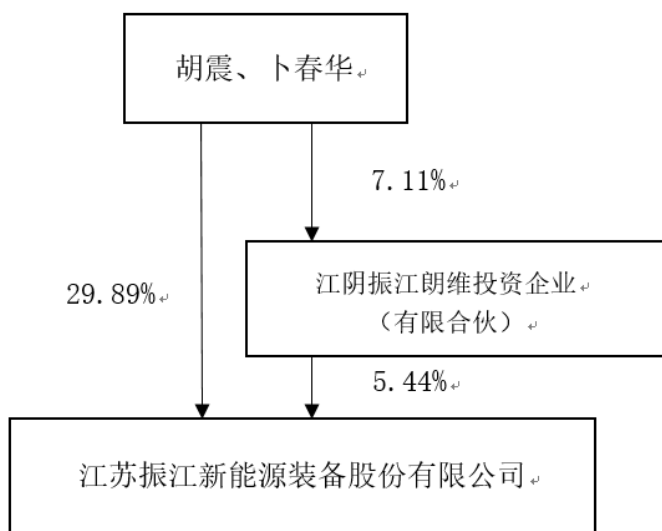 胡震、卜春华
7.11%
江阴振江朗维投资企业
（有限合伙）
29.89%
5.44%
江苏振江新能源装备股份有限公司